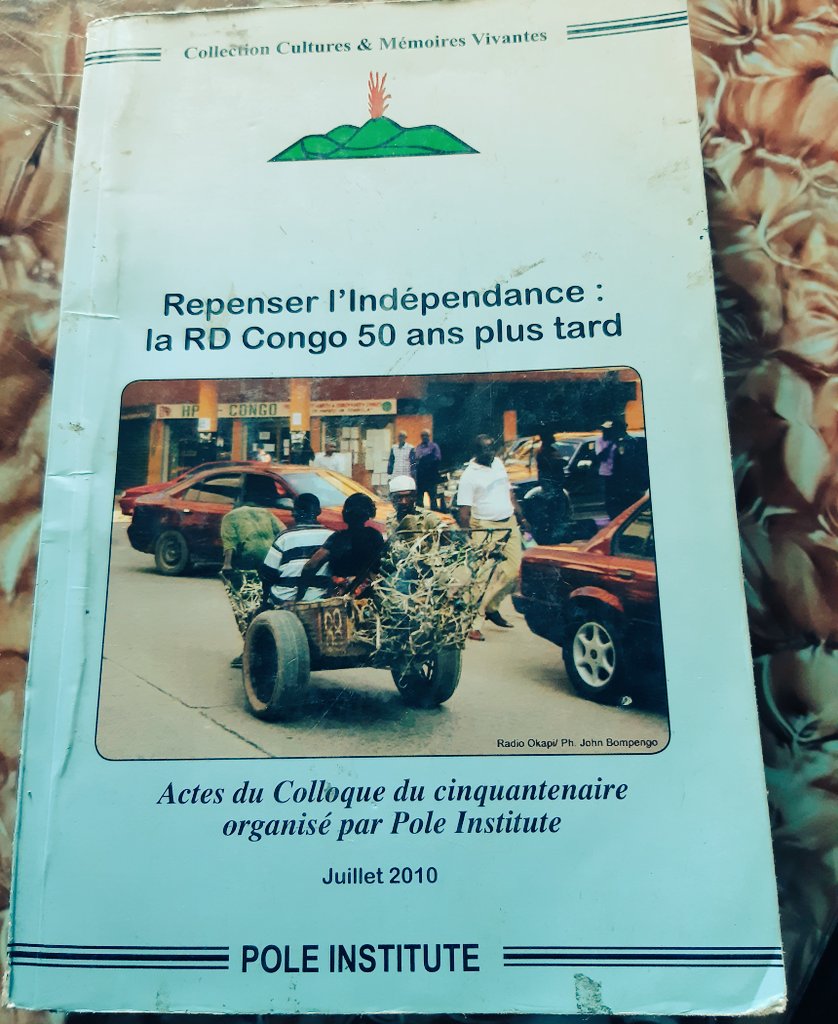 Collection Cultures & Mémoires Vivantes
Repenser l'Indépendance :
la RD Congo 50 ans plus tard
HP - CONGO
Radio Okapi/ Ph. John Bompengo
Actes du Colloque du cinquantenaire
organisé par Pole Institute
Juillet 2010
POLE INSTITUTE